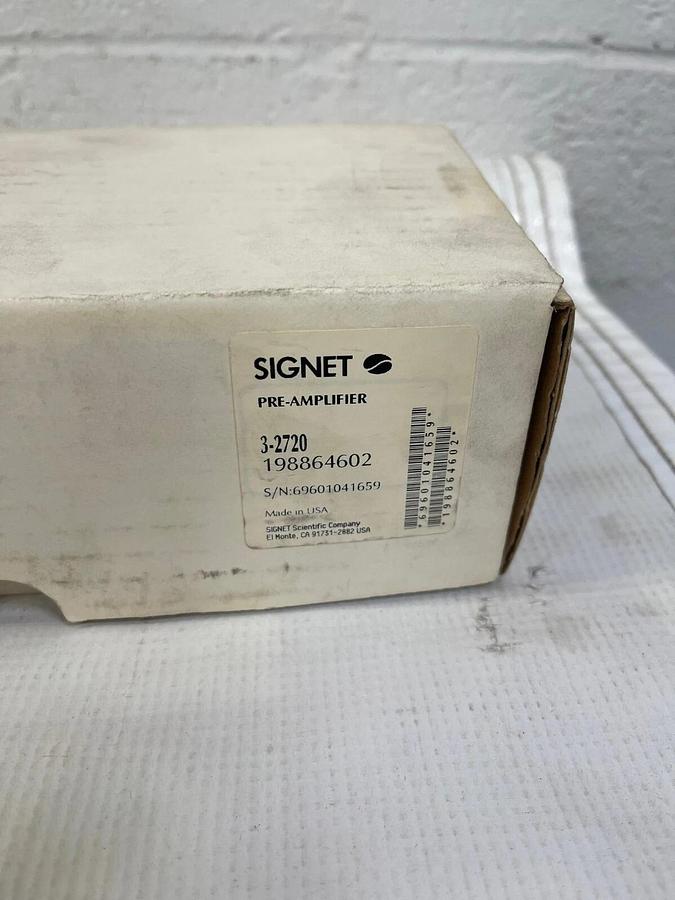 SIGNET
PRE-AMPLIFIER
3-2720
198864602
S/N:69601041659
Made in USA
SIGNET Scientific Company
El Monte, CA 91731-2882 USA
*69601041659*
*198864602*